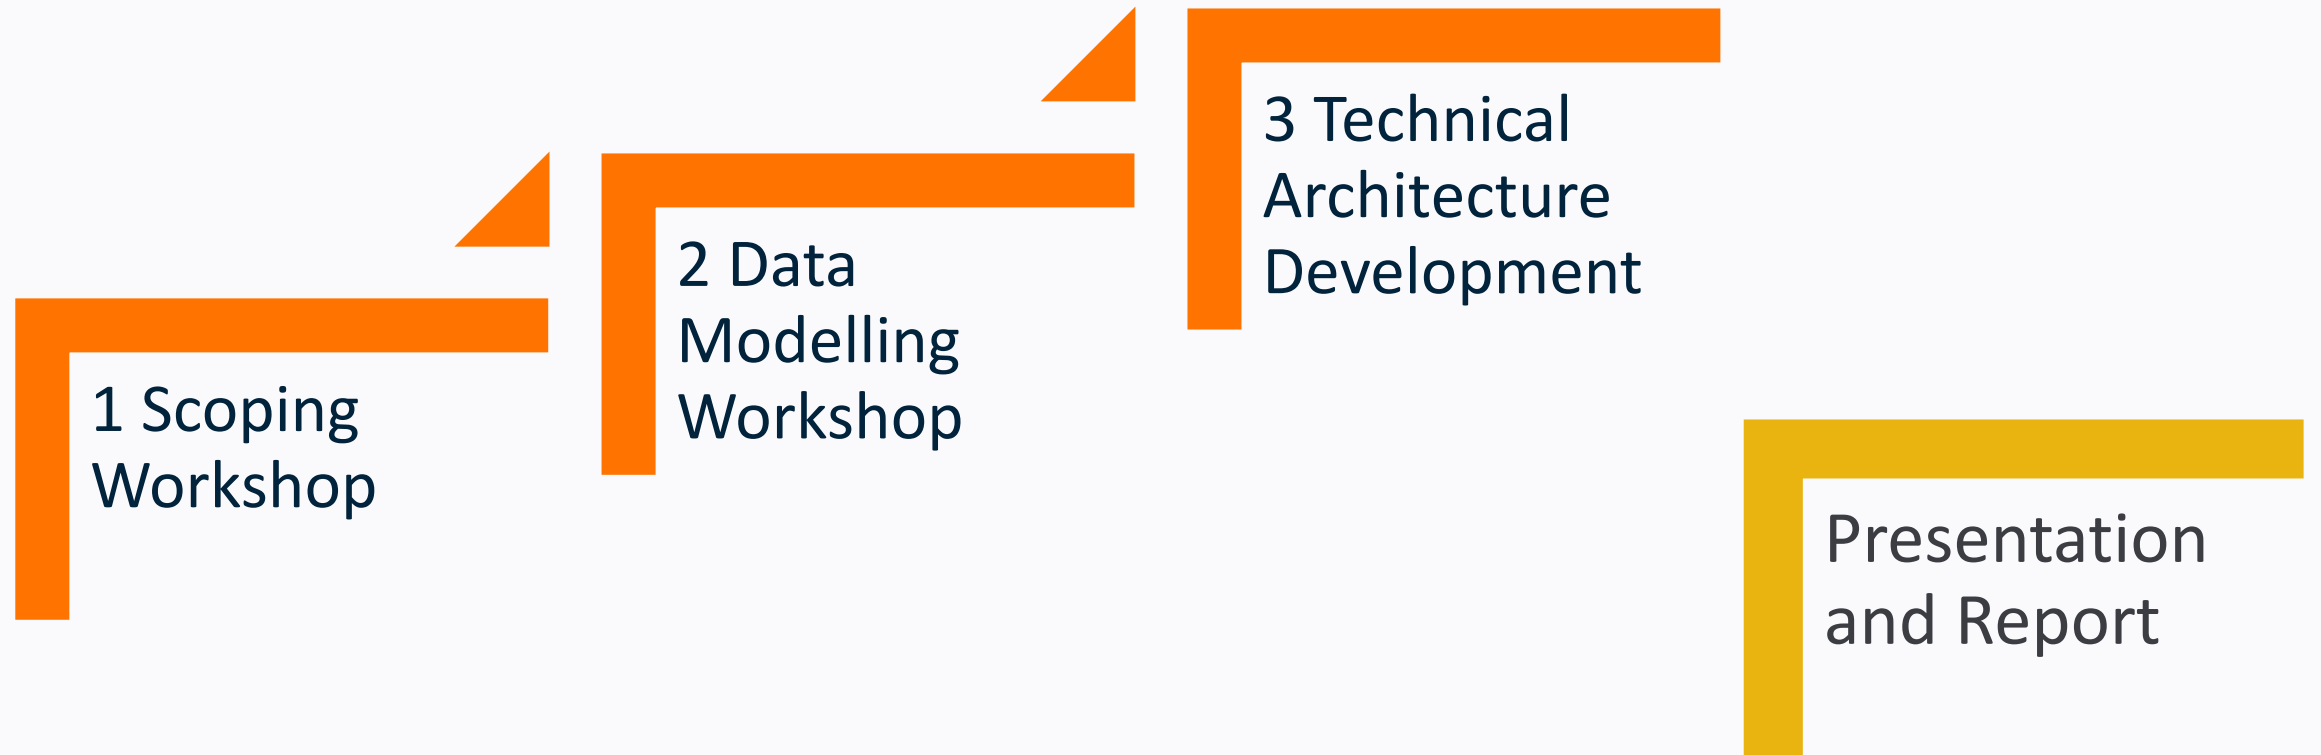 1 Scoping
Workshop
2 Data
Modelling
Workshop
3 Technical
Architecture
Development
Presentation
and Report